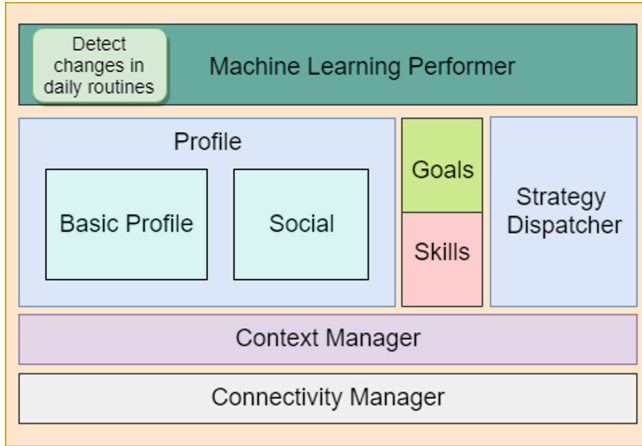 Detect
changes in
daily routines
Machine Learning Performer
Profile
Basic Profile
Social
Goals
Skills
Strategy
Dispatcher
Context Manager
Connectivity Manager